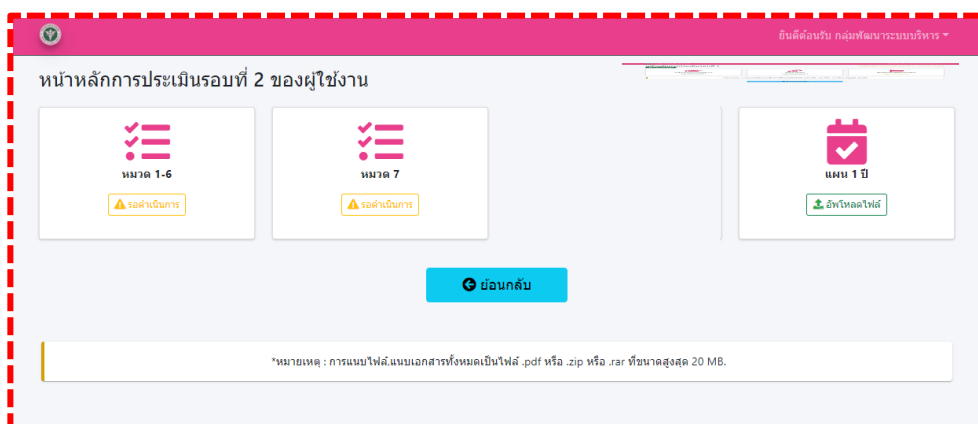 ยินดีต้อนรับ กลุ่มพัฒนาระบบบริหาร
หน้าหลักการประเมินรอบที่ 2 ของผู้ใช้งาน
หมวด 1-6
รอดำเนินการ
หมวด 7
รอดำเนินการ
แผน 1 ปี
อัพโหลดไฟล์
ย้อนกลับ
*หมายเหตุ : การแนบไฟล์.แนบเอกสารทั้งหมดเป็นไฟล์ .pdf หรือ .zip หรือ .rar ที่ขนาดสูงสุด 20 MB.